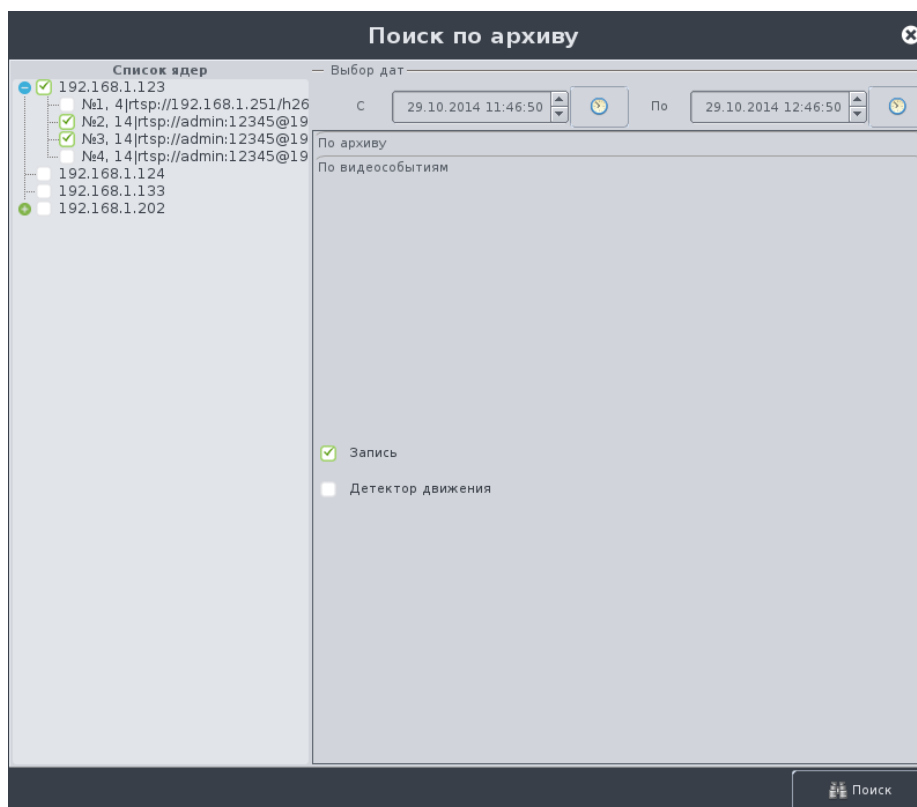 Поиск по архиву
Список ядер
192.168.1.123
№1, 4|rtsp://192.168.1.251/h26
№2, 14|rtsp://admin:12345@19
№3, 14|rtsp://admin:12345@19
№4, 14|rtsp://admin:12345@19
192.168.1.124
192.168.1.133
192.168.1.202
Выбор дат
С 29.10.2014 11:46:50 По 29.10.2014 12:46:50
По архиву
По видеособытиям
Запись
Детектор движения
Поиск